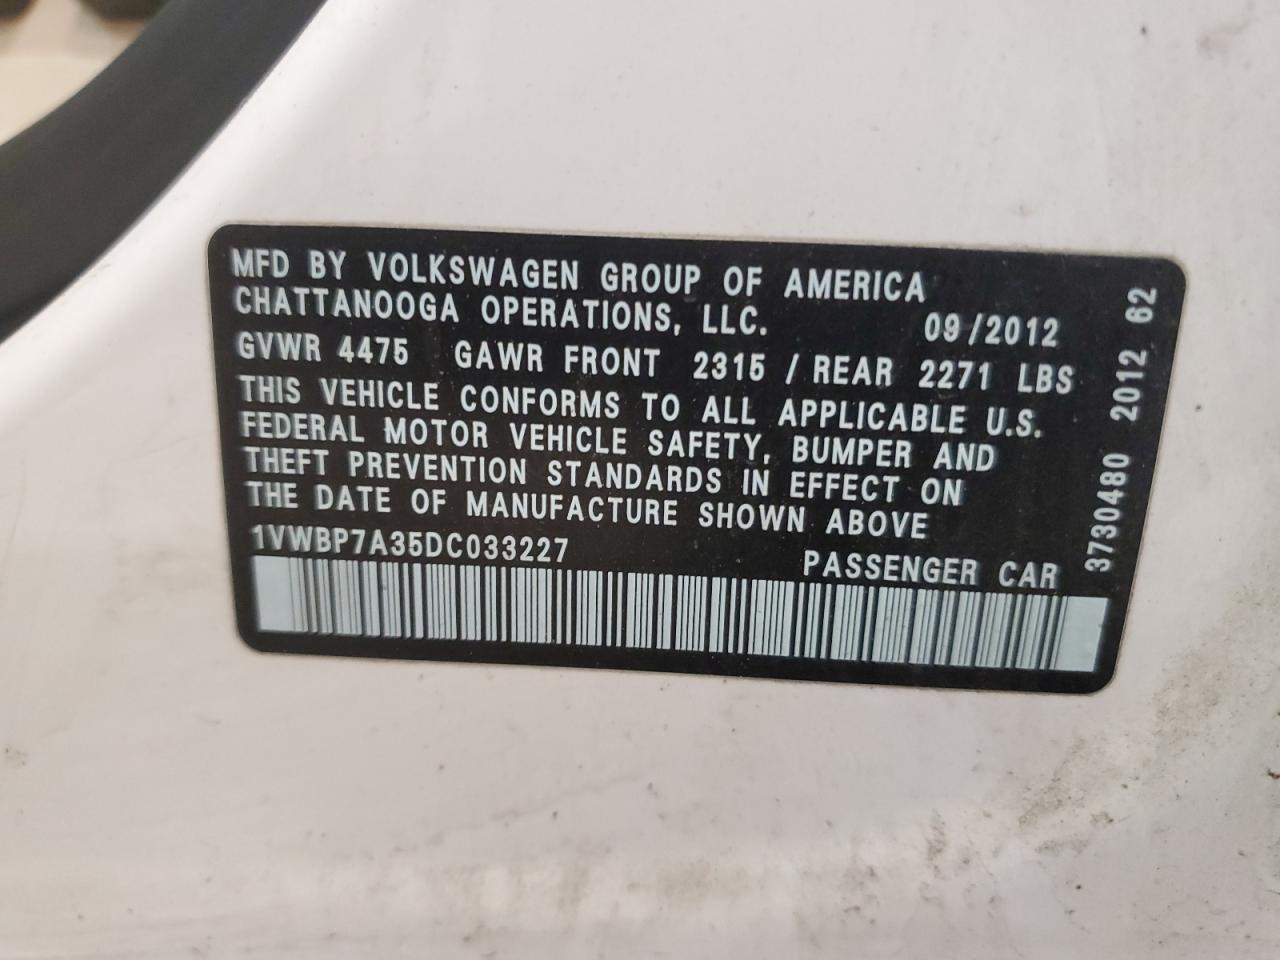 MFD BY VOLKSWAGEN GROUP OF AMERICA
CHATTANOOGA OPERATIONS, LLC. 09/2012
GVWR 4475 GAWR FRONT 2315 / REAR 2271 LBS
THIS VEHICLE CONFORMS TO ALL APPLICABLE U.S.
FEDERAL MOTOR VEHICLE SAFETY, BUMPER AND
THEFT PREVENTION STANDARDS IN EFFECT ON
THE DATE OF MANUFACTURE SHOWN ABOVE
1VWBP7A35DC033227 PASSENGER CAR
3730480 2012 62